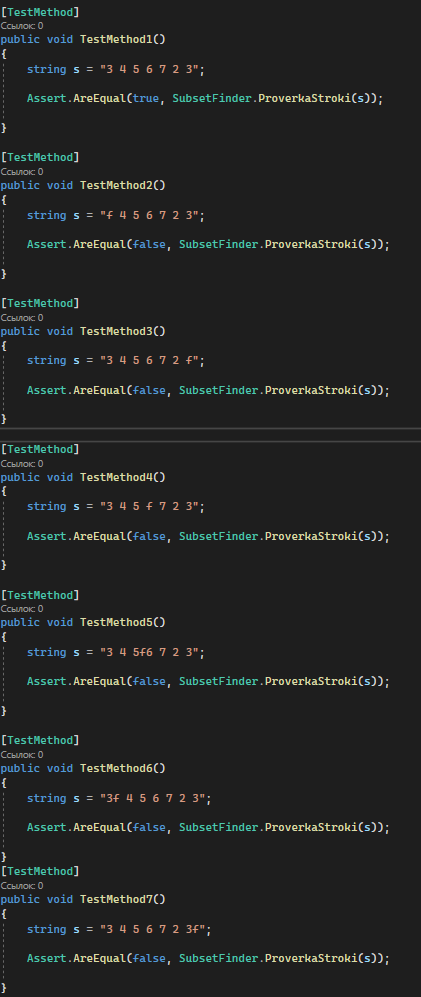 [TestMethod]
Ссылок: 0
public void TestMethod1()
{
string s = "3 4 5 6 7 2 3";
Assert.AreEqual(true, SubsetFinder.ProverkaStroki(s));
}
[TestMethod]
Ссылок: 0
public void TestMethod2()
{
string s = "f 4 5 6 7 2 3";
Assert.AreEqual(false, SubsetFinder.ProverkaStroki(s));
}
[TestMethod]
Ссылок: 0
public void TestMethod3()
{
string s = "3 4 5 6 7 2 f";
Assert.AreEqual(false, SubsetFinder.ProverkaStroki(s));
}
[TestMethod]
Ссылок: 0
public void TestMethod4()
{
string s = "3 4 5 f 7 2 3";
Assert.AreEqual(false, SubsetFinder.ProverkaStroki(s));
}
[TestMethod]
Ссылок: 0
public void TestMethod5()
{
string s = "3 4 5f6 7 2 3";
Assert.AreEqual(false, SubsetFinder.ProverkaStroki(s));
}
[TestMethod]
Ссылок: 0
public void TestMethod6()
{
string s = "3f 4 5 6 7 2 3";
Assert.AreEqual(false, SubsetFinder.ProverkaStroki(s));
}
[TestMethod]
Ссылок: 0
public void TestMethod7()
{
string s = "3 4 5 6 7 2 3f";
Assert.AreEqual(false, SubsetFinder.ProverkaStroki(s));
}